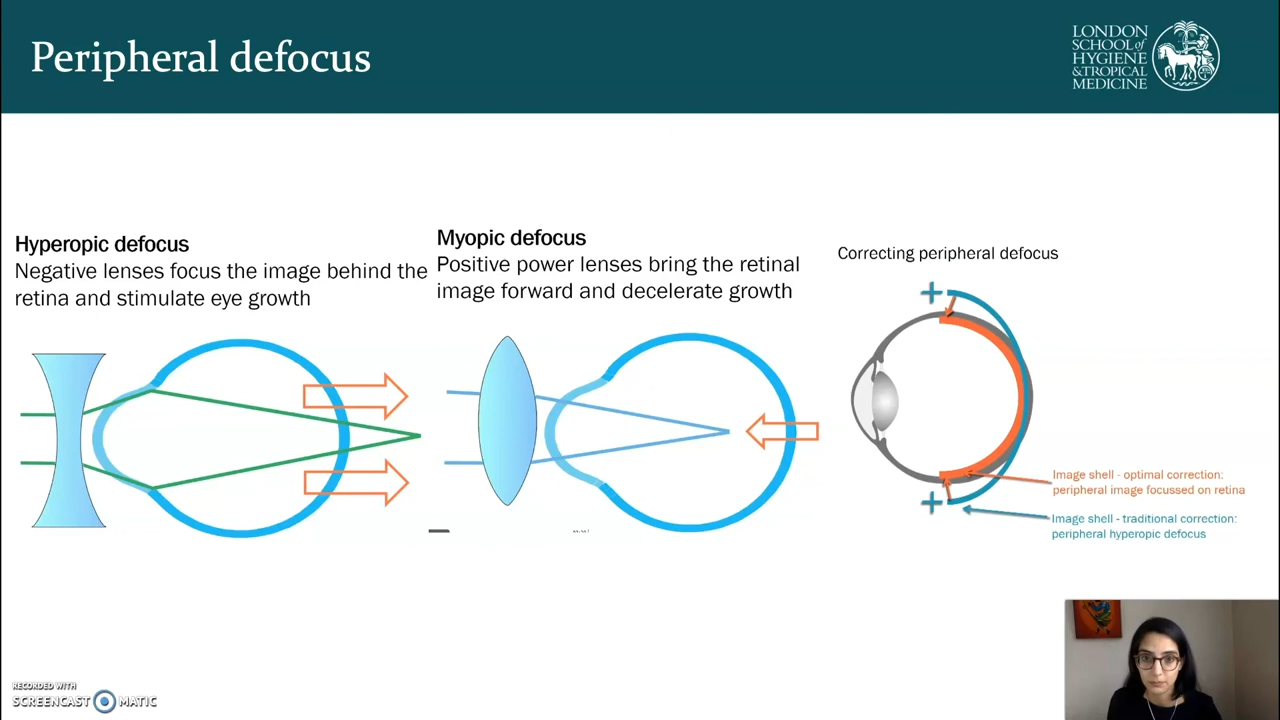 Peripheral defocus
LONDON
SCHOOL of
HYGIENE
& TROPICAL
MEDICINE
Hyperopic defocus
Negative lenses focus the image behind the
retina and stimulate eye growth
Myopic defocus
Positive power lenses bring the retinal
image forward and decelerate growth
Correcting peripheral defocus
+
+
Image shell - optimal correction:
peripheral image focussed on retina
Image shell - traditional correction:
peripheral hyperopic defocus
RECORDED WITH
SCREENCAST MATIC